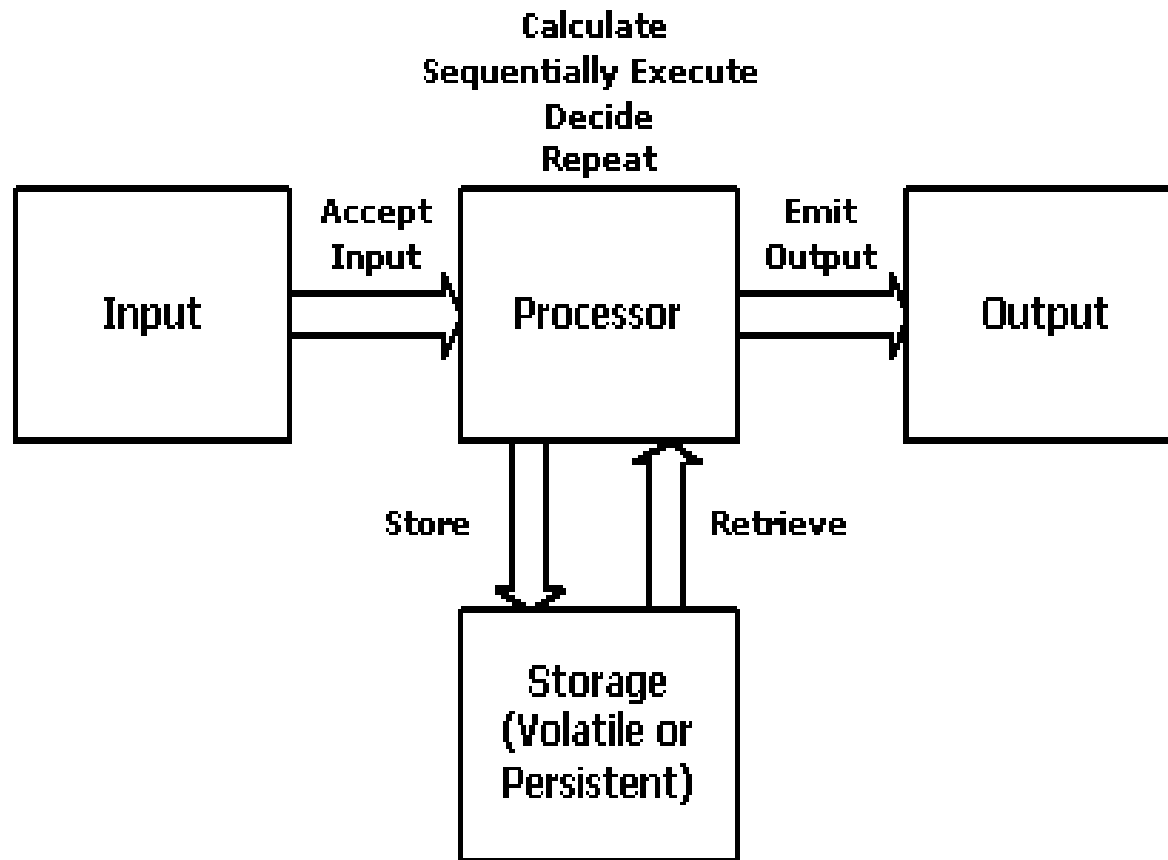 Calculate
Sequentially Execute
Decide
Repeat
Accept
Input
Emit
Output
Input
Processor
Output
Store
Retrieve
Storage
(Volatile or
Persistent)